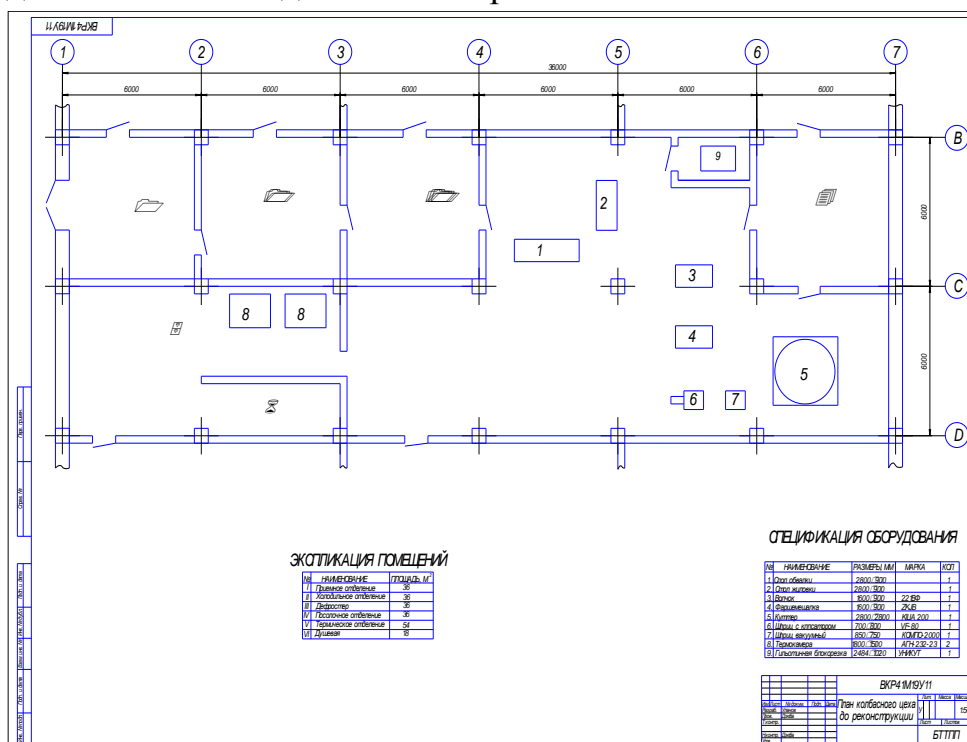 ВКР41М19У11
1 2 3 4 5 6 7
36000
6000 6000 6000 6000 6000 6000
B
9
2
6000
1
3
C
8 8
4
6000
5
6 7
D
СПЕЦИФИКАЦИЯ ОБОРУДОВАНИЯ
№ НАИМЕНОВАНИЕ РАЗМЕРЫ, ММ МАРКА КОЛ
1 Стол обвалки 2800 900 1
2 Стол жиловки 2800 900 1
3 Волчок 1600 900 1
4 Фаршемешалка 1600 900 1
5 Куттер 2800 2800 1
6 Шприц с клипсатором 700 800 VF 80 1
7 Шприц вакуумный 850 750 КОМПО 2000 1
8 Термокамера 1800 1500 2
9 Гильотинная блокорезка 2484 1020 УНИКУТ 1
ЭКСПЛИКАЦИЯ ПОМЕЩЕНИЙ
№ НАИМЕНОВАНИЕ ПЛОЩАДЬ, М²
I Приемное отделение 36
II Холодильное отделение 36
III Дефростер 36
IV Посолочное отделение 36
V Термическое отделение 54
VI Душевая 18
ВКР41М19У11
План колбасного цеха
до реконструкции
БТТПП